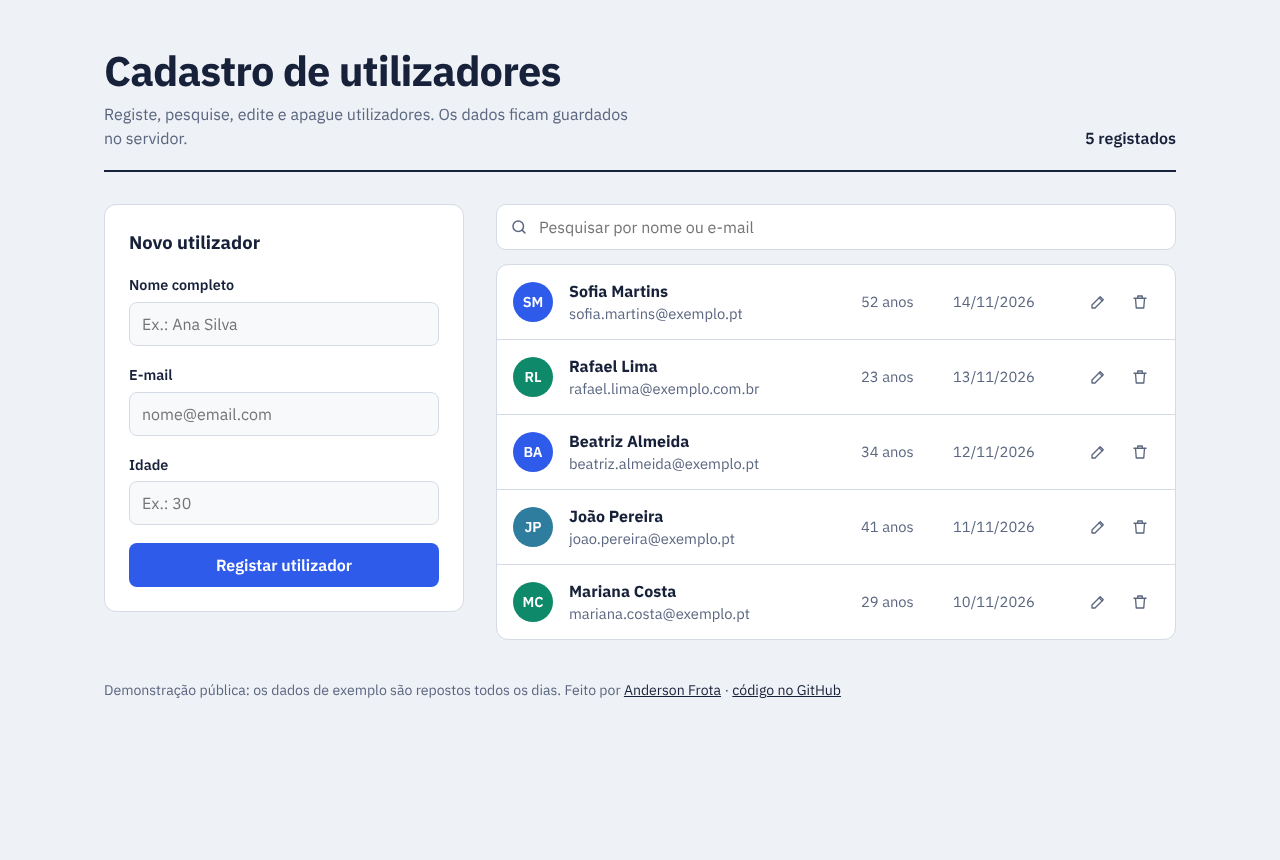 Cadastro de utilizadores
Registe, pesquise, edite e apague utilizadores. Os dados ficam guardados
no servidor.
5 registados
Novo utilizador
Nome completo
Ex.: Ana Silva
E-mail
nome@email.com
Idade
Ex.: 30
Registar utilizador
Pesquisar por nome ou e-mail
SM
Sofia Martins
sofia.martins@exemplo.pt
52 anos
14/11/2026
RL
Rafael Lima
rafael.lima@exemplo.com.br
23 anos
13/11/2026
BA
Beatriz Almeida
beatriz.almeida@exemplo.pt
34 anos
12/11/2026
JP
João Pereira
joao.pereira@exemplo.pt
41 anos
11/11/2026
MC
Mariana Costa
mariana.costa@exemplo.pt
29 anos
10/11/2026
Demonstração pública: os dados de exemplo são repostos todos os dias. Feito por Anderson Frota · código no GitHub